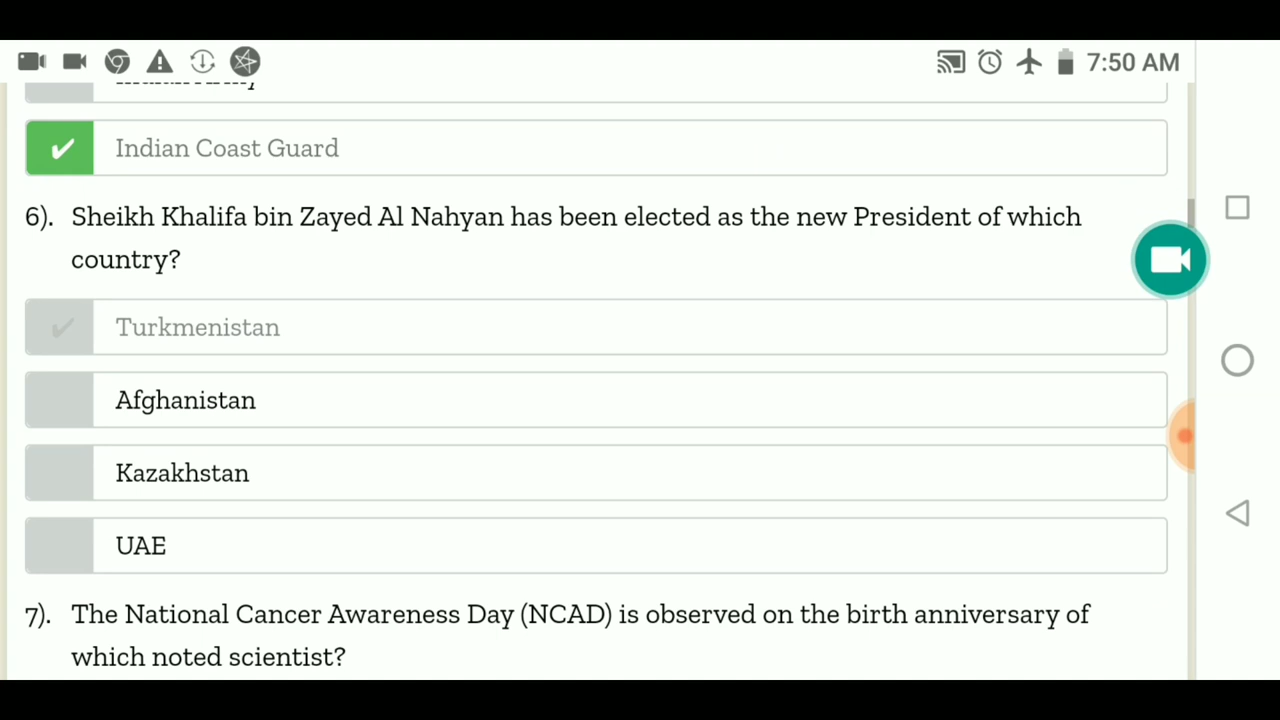 7:50 AM
Indian Coast Guard
6). Sheikh Khalifa bin Zayed Al Nahyan has been elected as the new President of which
country?
Turkmenistan
Afghanistan
Kazakhstan
UAE
7). The National Cancer Awareness Day (NCAD) is observed on the birth anniversary of
which noted scientist?